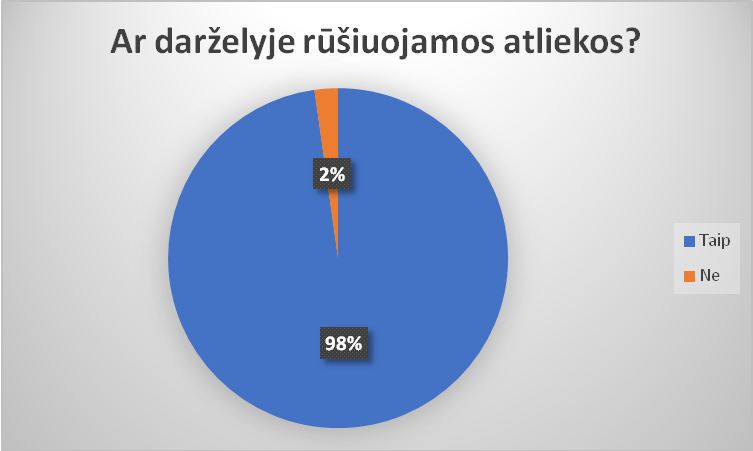 Ar darželyje rūšiuojamos atliekos?
2%
Taip
Ne
98%